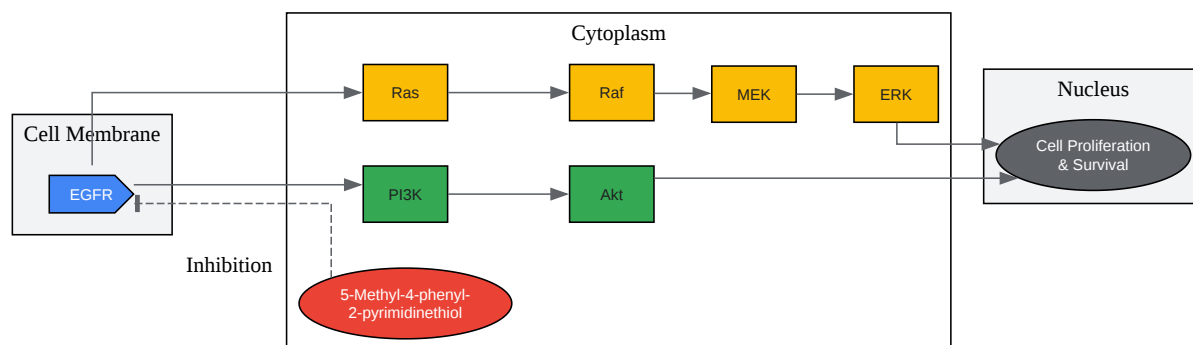 Cytoplasm
Nucleus
Cell Membrane
Ras
Raf
MEK
ERK
Cell Proliferation
& Survival
EGFR
PI3K
Akt
Inhibition
5-Methyl-4-phenyl-
2-pyrimidinethiol